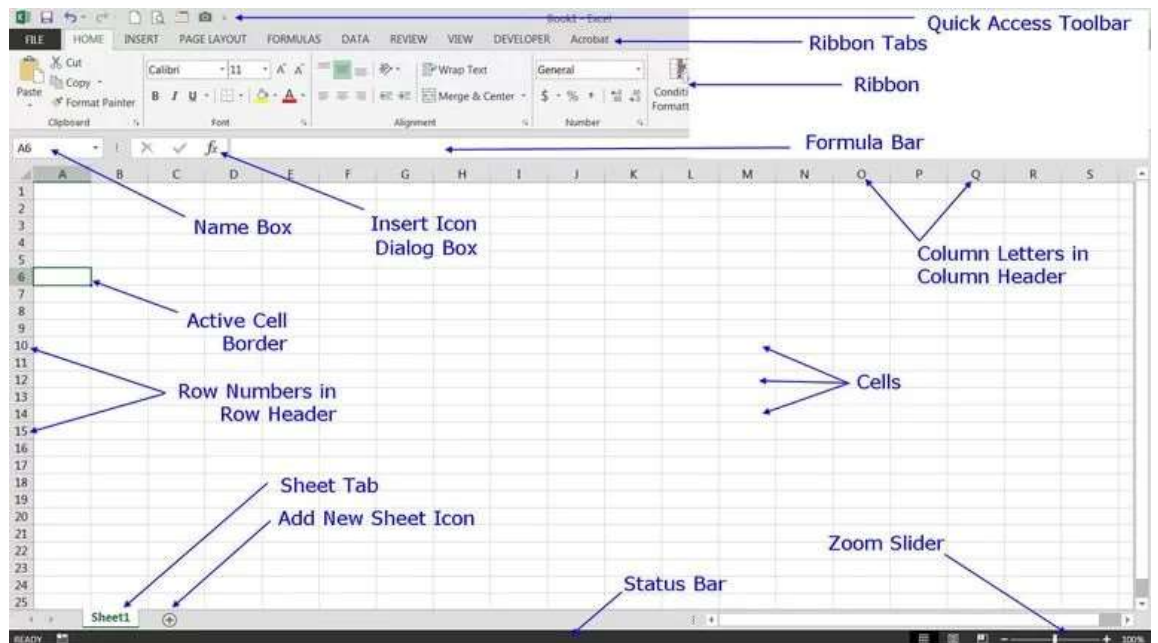 Book1 - Excel
Quick Access Toolbar
FILE HOME INSERT PAGE LAYOUT FORMULAS DATA REVIEW VIEW DEVELOPER Acrobat
Ribbon Tabs
Cut
Calibri 11
Wrap Text
General
Copy
Ribbon
Paste
Format Painter
B I U
Merge & Center
$ % 
Conditi
Formatt
Clipboard Font Alignment Number
A6
fx
Formula Bar
A B C D E F G H I J K L M N O P Q R S
1
2
3
Name Box
Insert Icon
Dialog Box
4
5
Column Letters in
Column Header
6
7
8
9
Active Cell
Border
10
11
12
Cells
13
Row Numbers in
Row Header
14
15
16
17
18
Sheet Tab
19
20
Add New Sheet Icon
21
22
Zoom Slider
23
24
Status Bar
25
Sheet1
READY
100%